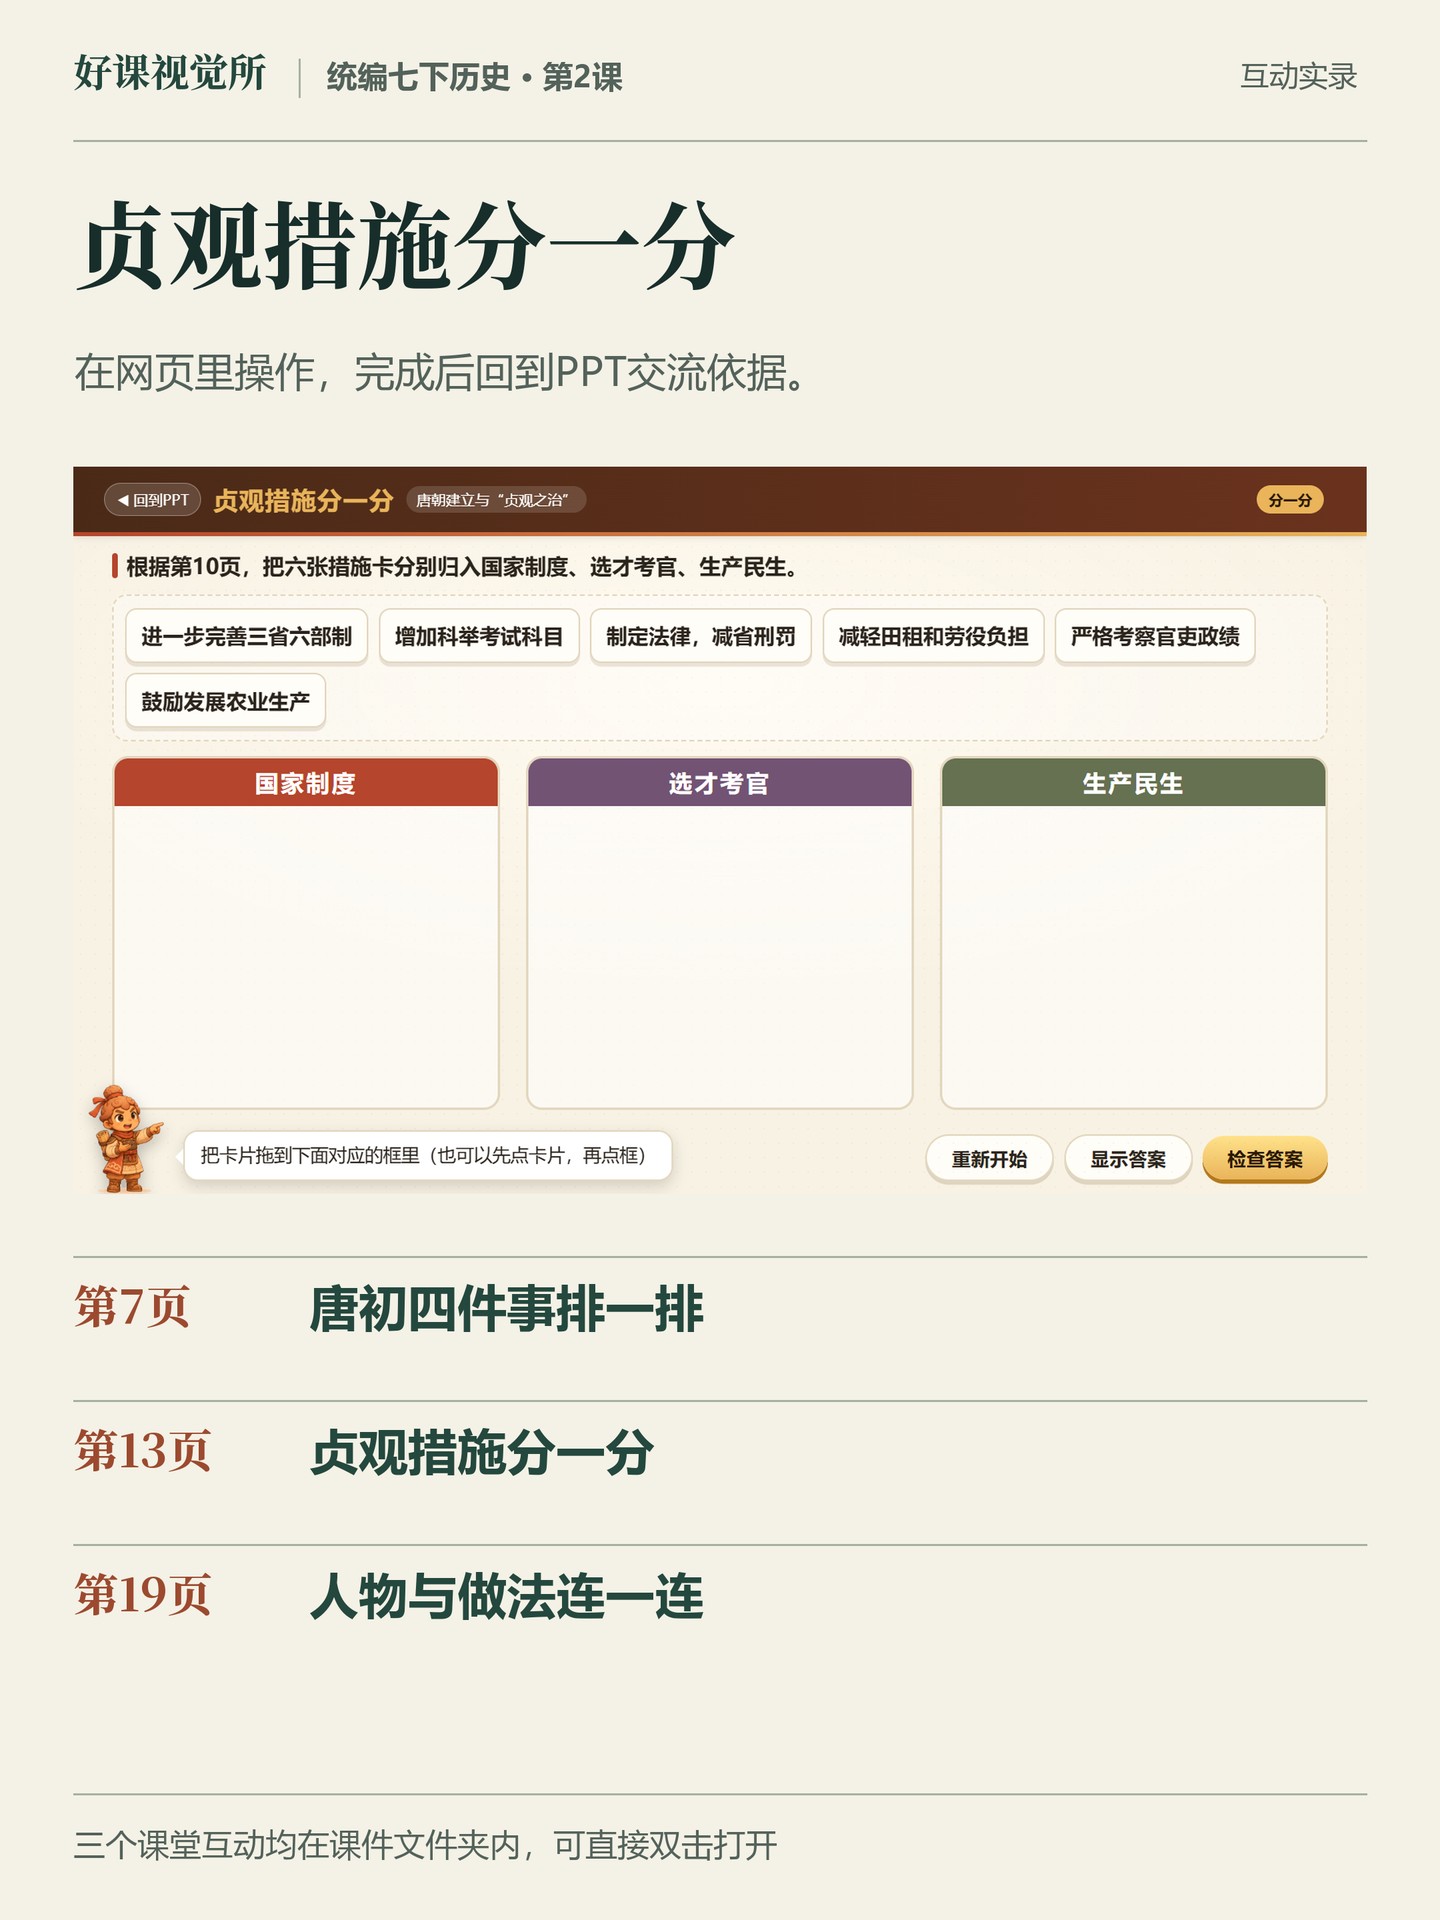 好课视觉所
统编七下历史·第2课
互动实录
贞观措施分一分
在网页里操作，完成后回到PPT交流依据。
◀ 回到PPT
贞观措施分一分
唐朝建立与“贞观之治”
分一分
根据第10页，把六张措施卡分别归入国家制度、选才考官、生产民生。
进一步完善三省六部制
增加科举考试科目
制定法律，减省刑罚
减轻田租和劳役负担
严格考察官吏政绩
鼓励发展农业生产
国家制度
选才考官
生产民生
把卡片拖到下面对应的框里（也可以先点卡片，再点框）
重新开始
显示答案
检查答案
第7页
唐初四件事排一排
第13页
贞观措施分一分
第19页
人物与做法连一连
三个课堂互动均在课件文件夹内，可直接双击打开